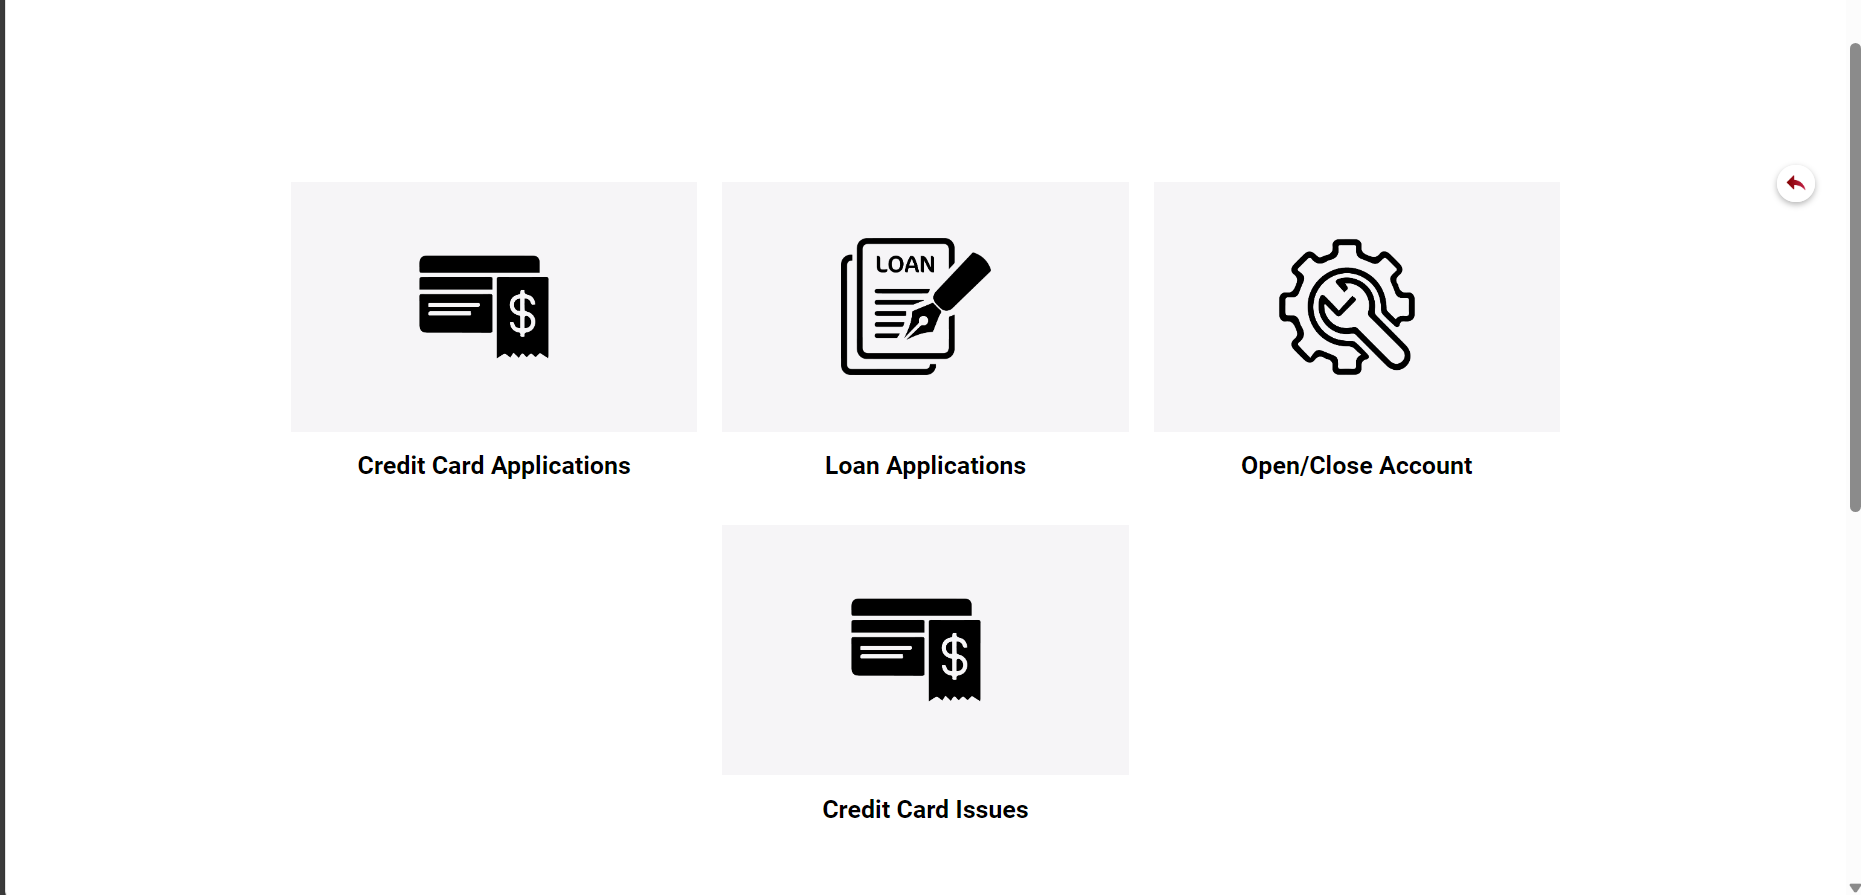 $
LOAN
Credit Card Applications
Loan Applications
Open/Close Account
$
Credit Card Issues